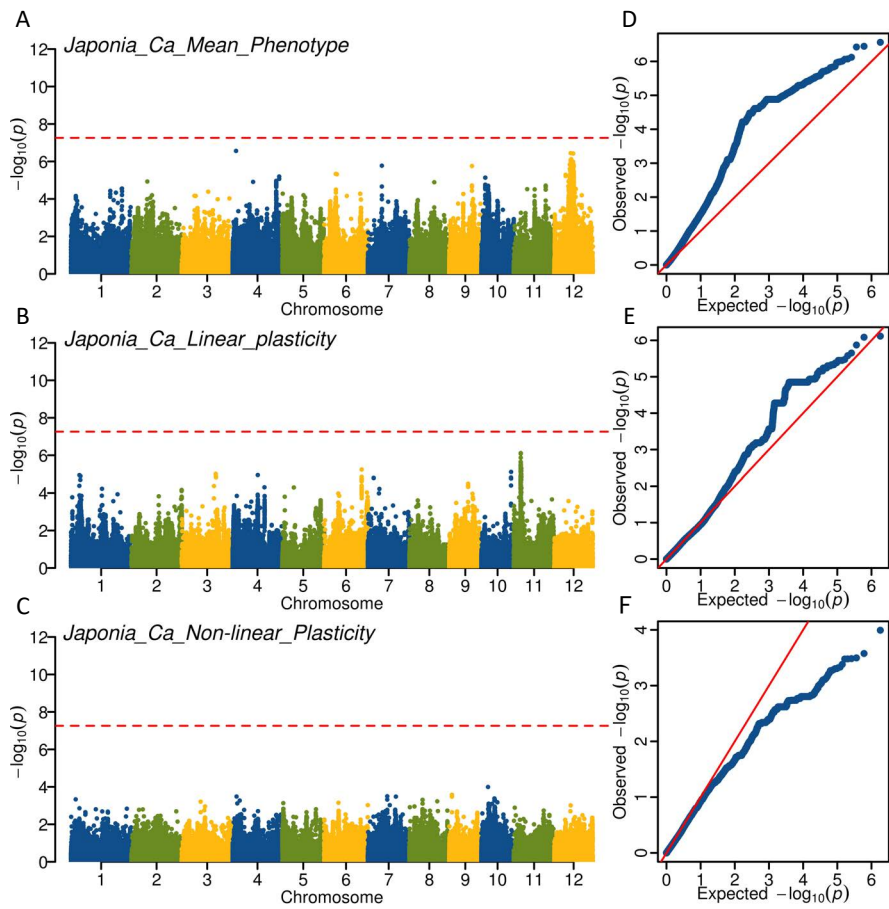 A
Japonia_Ca_Mean_Phenotype
12
10
8
6
4
2
0
−log10(p)
1 2 3 4 5 6 7 8 9 10 11 12
Chromosome
D
6
5
4
3
2
1
0
Observed −log10(p)
0 1 2 3 4 5 6
Expected −log10(p)
B
Japonia_Ca_Linear_plasticity
12
10
8
6
4
2
0
−log10(p)
1 2 3 4 5 6 7 8 9 10 11 12
Chromosome
E
6
5
4
3
2
1
0
Observed −log10(p)
0 1 2 3 4 5 6
Expected −log10(p)
C
Japonia_Ca_Non-linear_Plasticity
12
10
8
6
4
2
0
−log10(p)
1 2 3 4 5 6 7 8 9 10 11 12
Chromosome
F
4
3
2
1
0
Observed −log10(p)
0 1 2 3 4 5 6
Expected −log10(p)